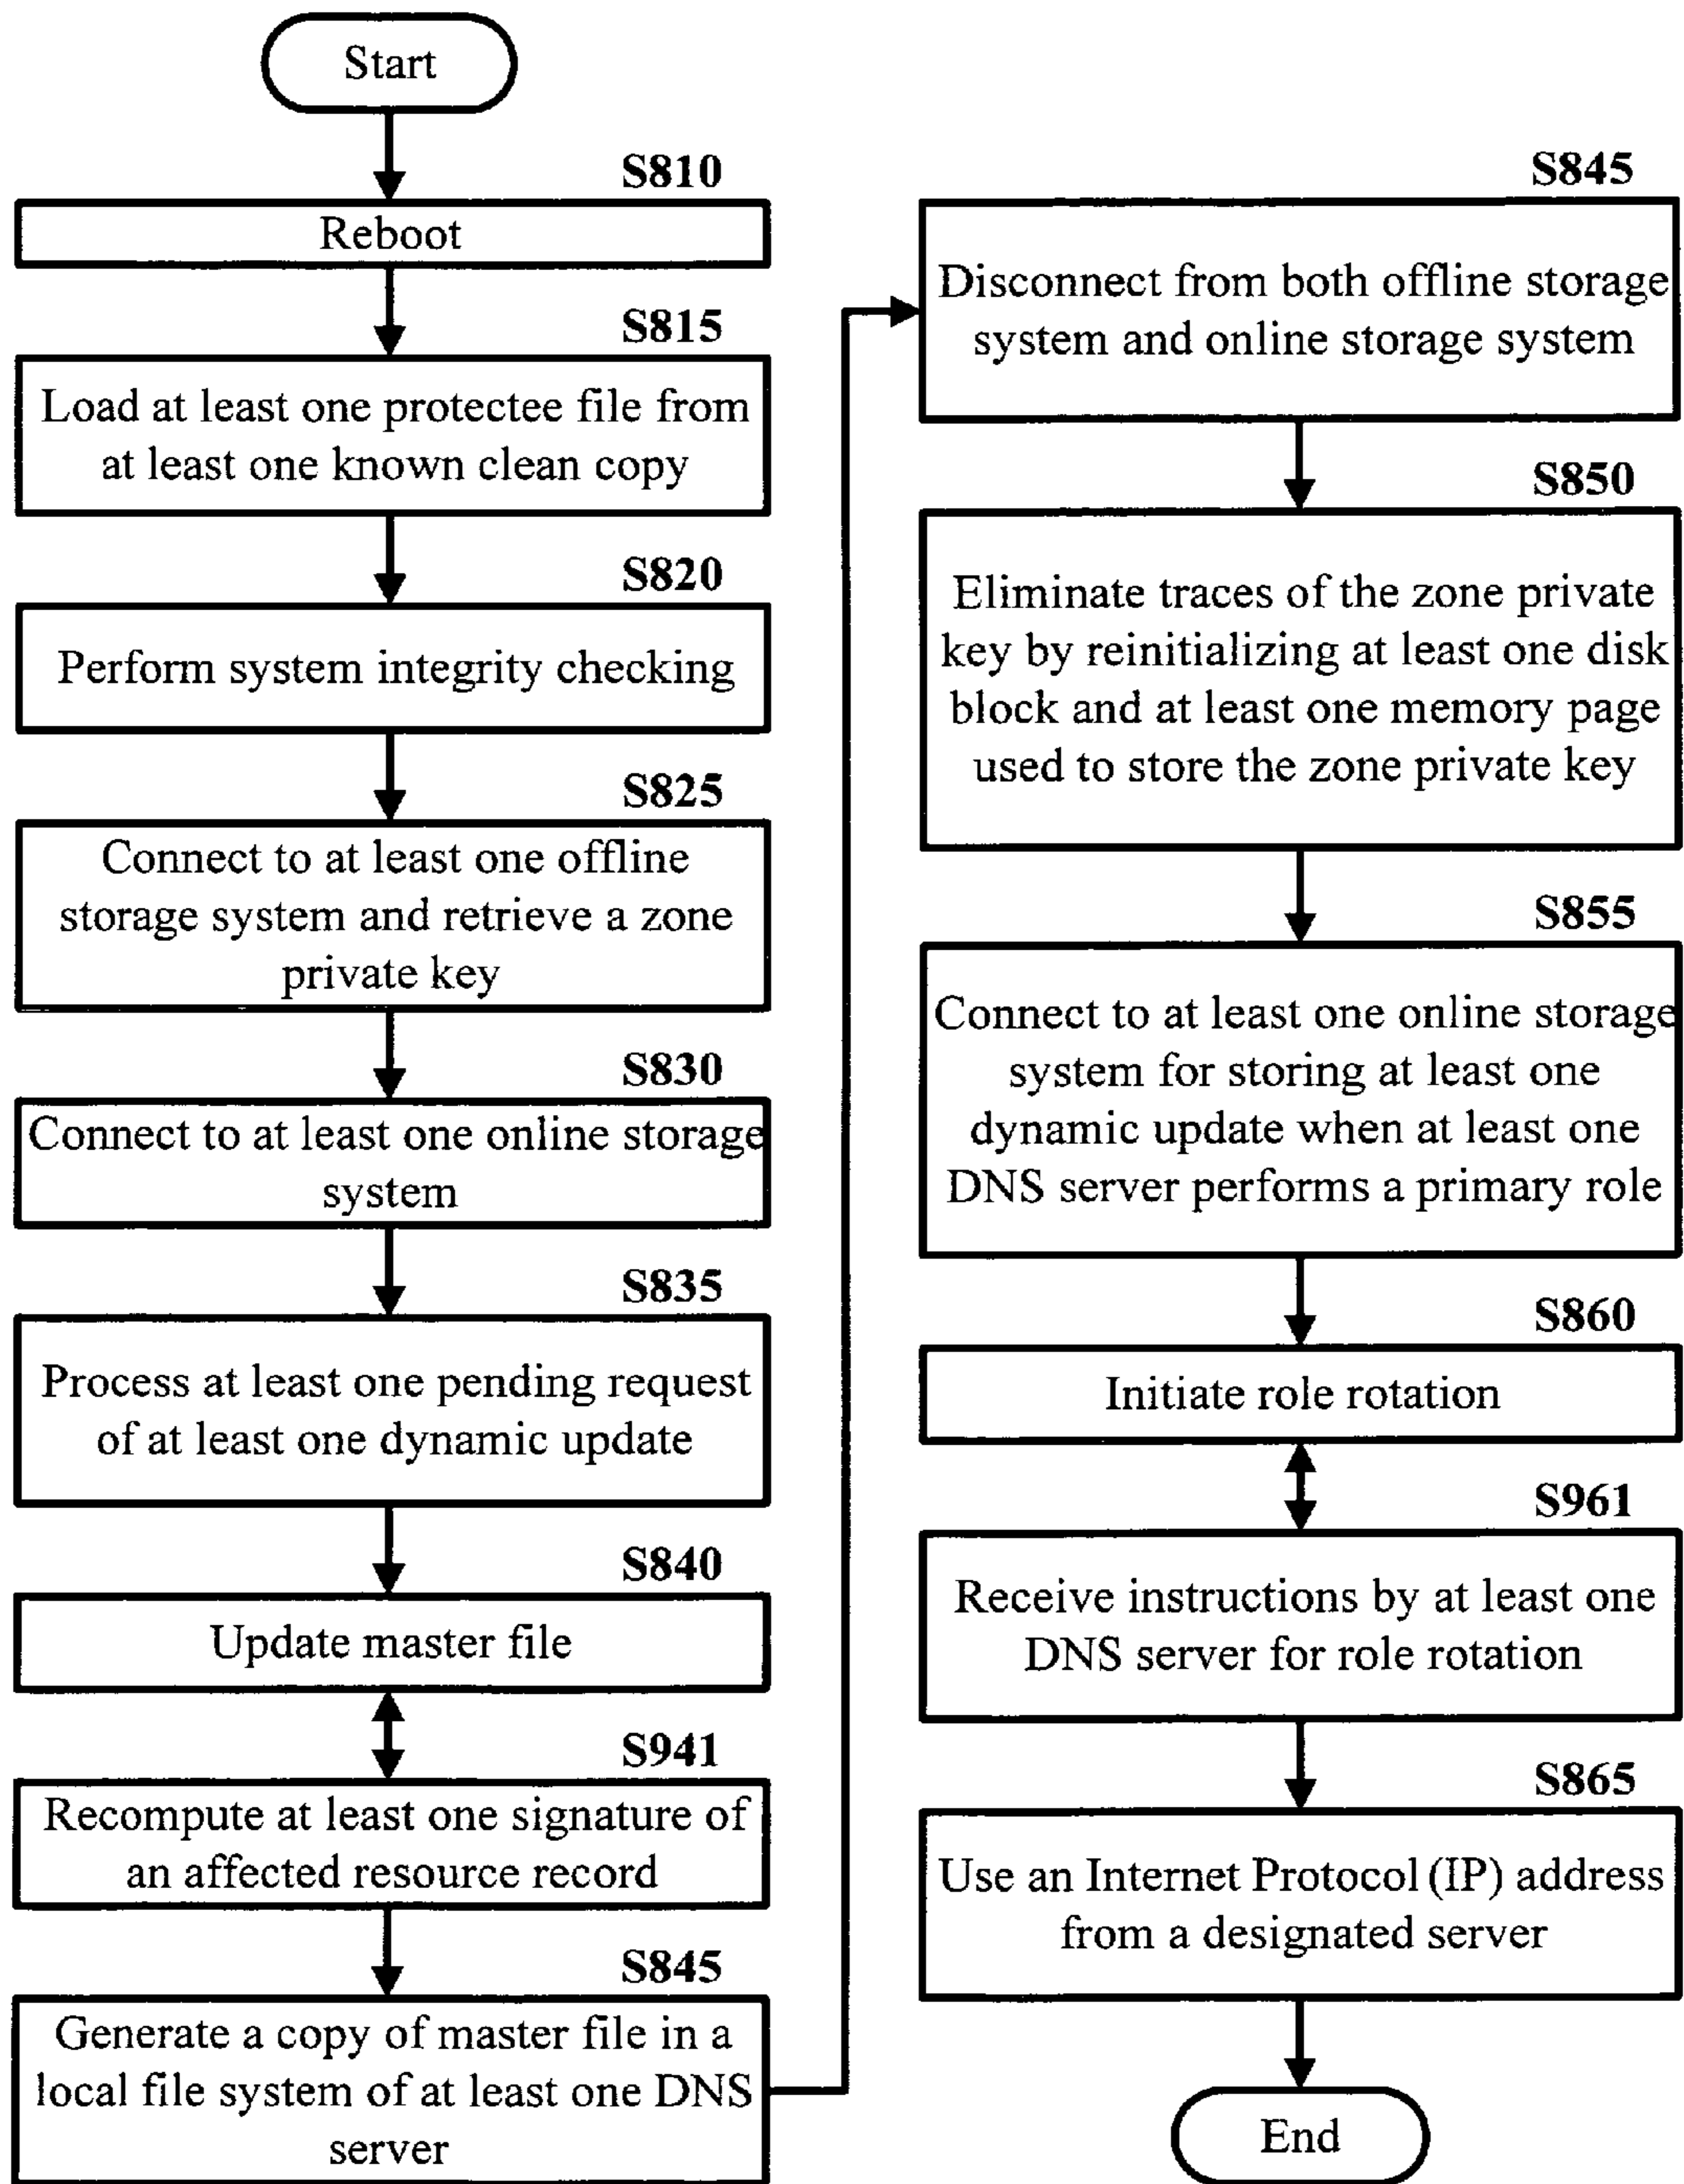 Start
S810
Reboot
S815
Load at least one protectee file from
at least one known clean copy
S820
Perform system integrity checking
S825
Connect to at least one offline
storage system and retrieve a zone
private key
S830
Connect to at least one online storage
system
S835
Process at least one pending request
of at least one dynamic update
S840
Update master file
S941
Recompute at least one signature of
an affected resource record
S845
Generate a copy of master file in a
local file system of at least one DNS
server
S845
Disconnect from both offline storage
system and online storage system
S850
Eliminate traces of the zone private
key by reinitializing at least one disk
block and at least one memory page
used to store the zone private key
S855
Connect to at least one online storage
system for storing at least one
dynamic update when at least one
DNS server performs a primary role
S860
Initiate role rotation
S961
Receive instructions by at least one
DNS server for role rotation
S865
Use an Internet Protocol (IP) address
from a designated server
End